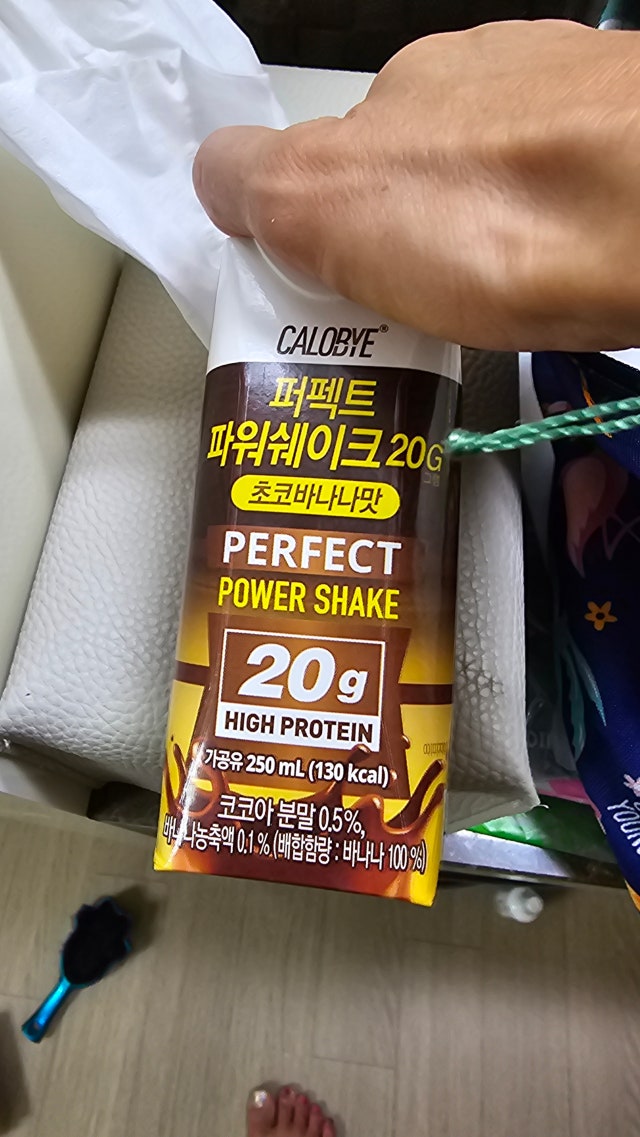 CALOBYE®
퍼펙트
파워쉐이크 20G
초코바나나맛
PERFECT
POWER SHAKE
20g
HIGH PROTEIN
가공유 250 mL (130 kcal)
코코아 분말 0.5%,
바나나농축액 0.1% (배합함량 : 바나나 100%)